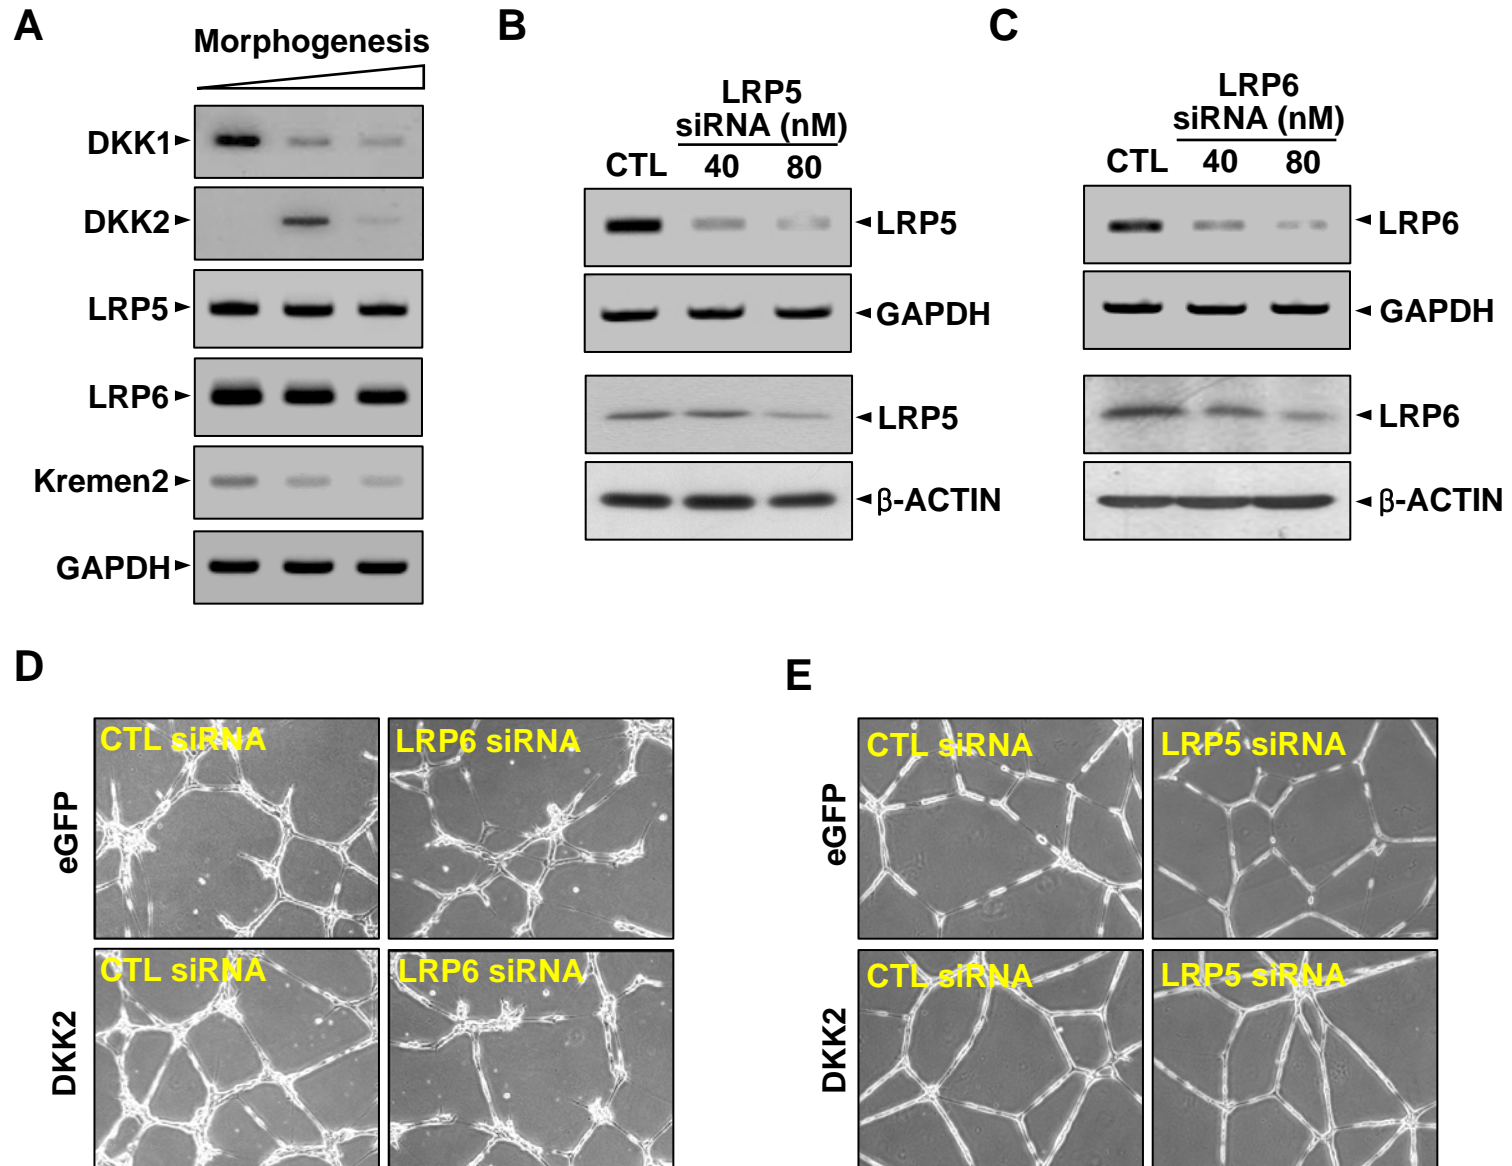 A
Morphogenesis
DKK1
DKK2
LRP5
LRP6
Kremen2
GAPDH
B
LRP5
siRNA (nM)
CTL 40 80
LRP5
GAPDH
LRP5
β-ACTIN
C
LRP6
siRNA (nM)
CTL 40 80
LRP6
GAPDH
LRP6
β-ACTIN
D
eGFP
CTL siRNA
LRP6 siRNA
DKK2
CTL siRNA
LRP6 siRNA
E
eGFP
CTL siRNA
LRP5 siRNA
DKK2
CTL siRNA
LRP5 siRNA